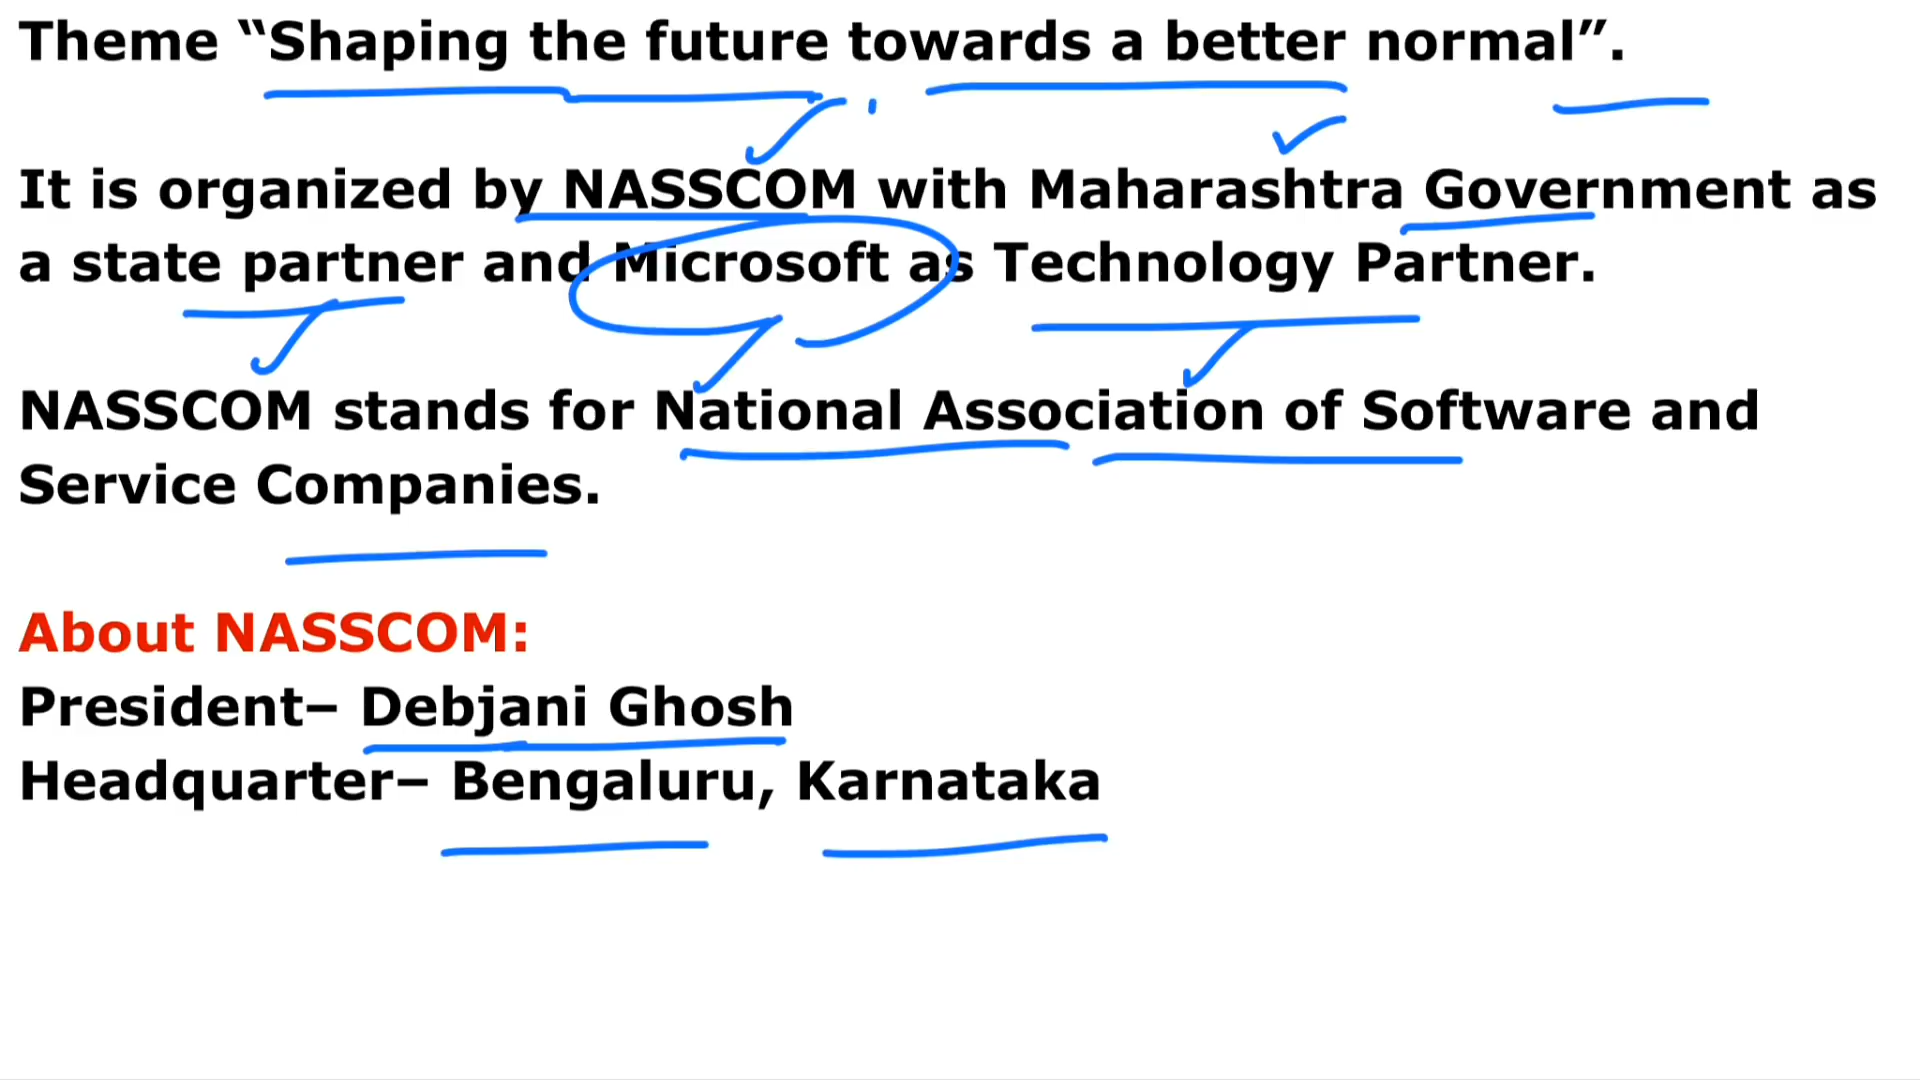 Theme “Shaping the future towards a better normal”.
It is organized by NASSCOM with Maharashtra Government as
a state partner and Microsoft as Technology Partner.
NASSCOM stands for National Association of Software and
Service Companies.
About NASSCOM:
President– Debjani Ghosh
Headquarter– Bengaluru, Karnataka